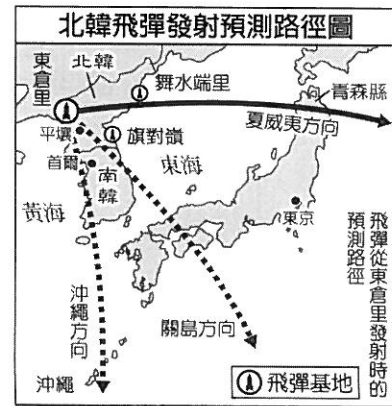 北韓飛彈發射預測路徑圖
東倉里
北韓
舞水端里
青森縣
夏威夷方向
平壤
旗對嶺
首爾
東海
南韓
黃海
東京
飛彈從東倉里發射時的
預測路徑
沖繩方向
關島方向
沖繩
飛彈基地